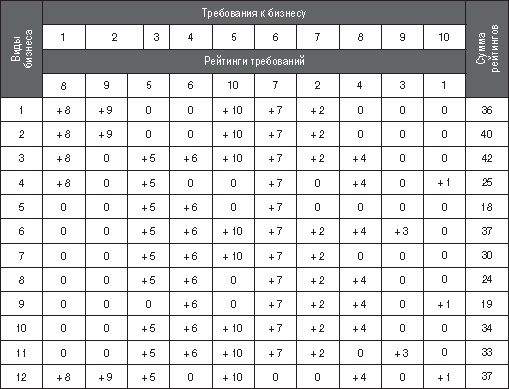 Виды бизнеса
Требования к бизнесу
Сумма рейтингов
1 2 3 4 5 6 7 8 9 10
Рейтинги требований
8 9 5 6 10 7 2 4 3 1
1 +8 +9 0 0 +10 +7 +2 0 0 0 36
2 +8 +9 0 0 +10 +7 +2 0 0 0 40
3 +8 0 +5 +6 +10 +7 +2 +4 0 0 42
4 +8 0 +5 0 0 +7 0 +4 0 +1 25
5 0 0 +5 +6 0 +7 0 0 0 0 18
6 0 0 +5 +6 +10 +7 +2 +4 +3 0 37
7 0 0 +5 +6 +10 +7 +2 0 0 0 30
8 0 0 +5 +6 0 +7 +2 +4 0 0 24
9 0 0 0 +6 0 +7 +2 +4 0 +1 19
10 0 0 +5 +6 +10 +7 +2 +4 0 0 34
11 0 0 +5 +6 +10 +7 +2 0 +3 0 33
12 +8 +9 +5 0 +10 0 0 +4 0 +1 37